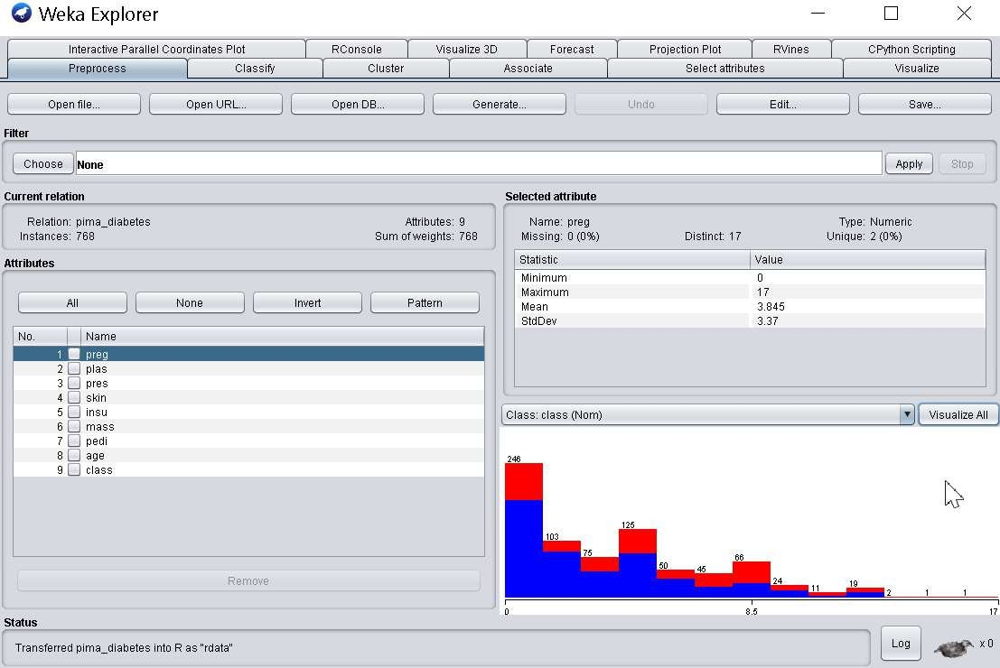 Weka Explorer
Interactive Parallel Coordinates Plot RConsole Visualize 3D Forecast Projection Plot RVines CPython Scripting
Preprocess Classify Cluster Associate Select attributes Visualize
Open file... Open URL... Open DB... Generate... Undo Edit... Save...
Filter
Choose None Apply Stop
Current relation
Relation: pima_diabetes Attributes: 9
Instances: 768 Sum of weights: 768
Attributes
All None Invert Pattern
No. Name
1 preg
2 plas
3 pres
4 skin
5 insu
6 mass
7 pedi
8 age
9 class
Remove
Selected attribute
Name: preg Type: Numeric
Missing: 0 (0%) Distinct: 17 Unique: 2 (0%)
Statistic Value
Minimum 0
Maximum 17
Mean 3.845
StdDev 3.37
Class: class (Nom) Visualize All
246
103
75
125
50
45
66
24
11
19
2
1
1
0 8.5 17
Status
Transferred pima_diabetes into R as "rdata"
Log x 0